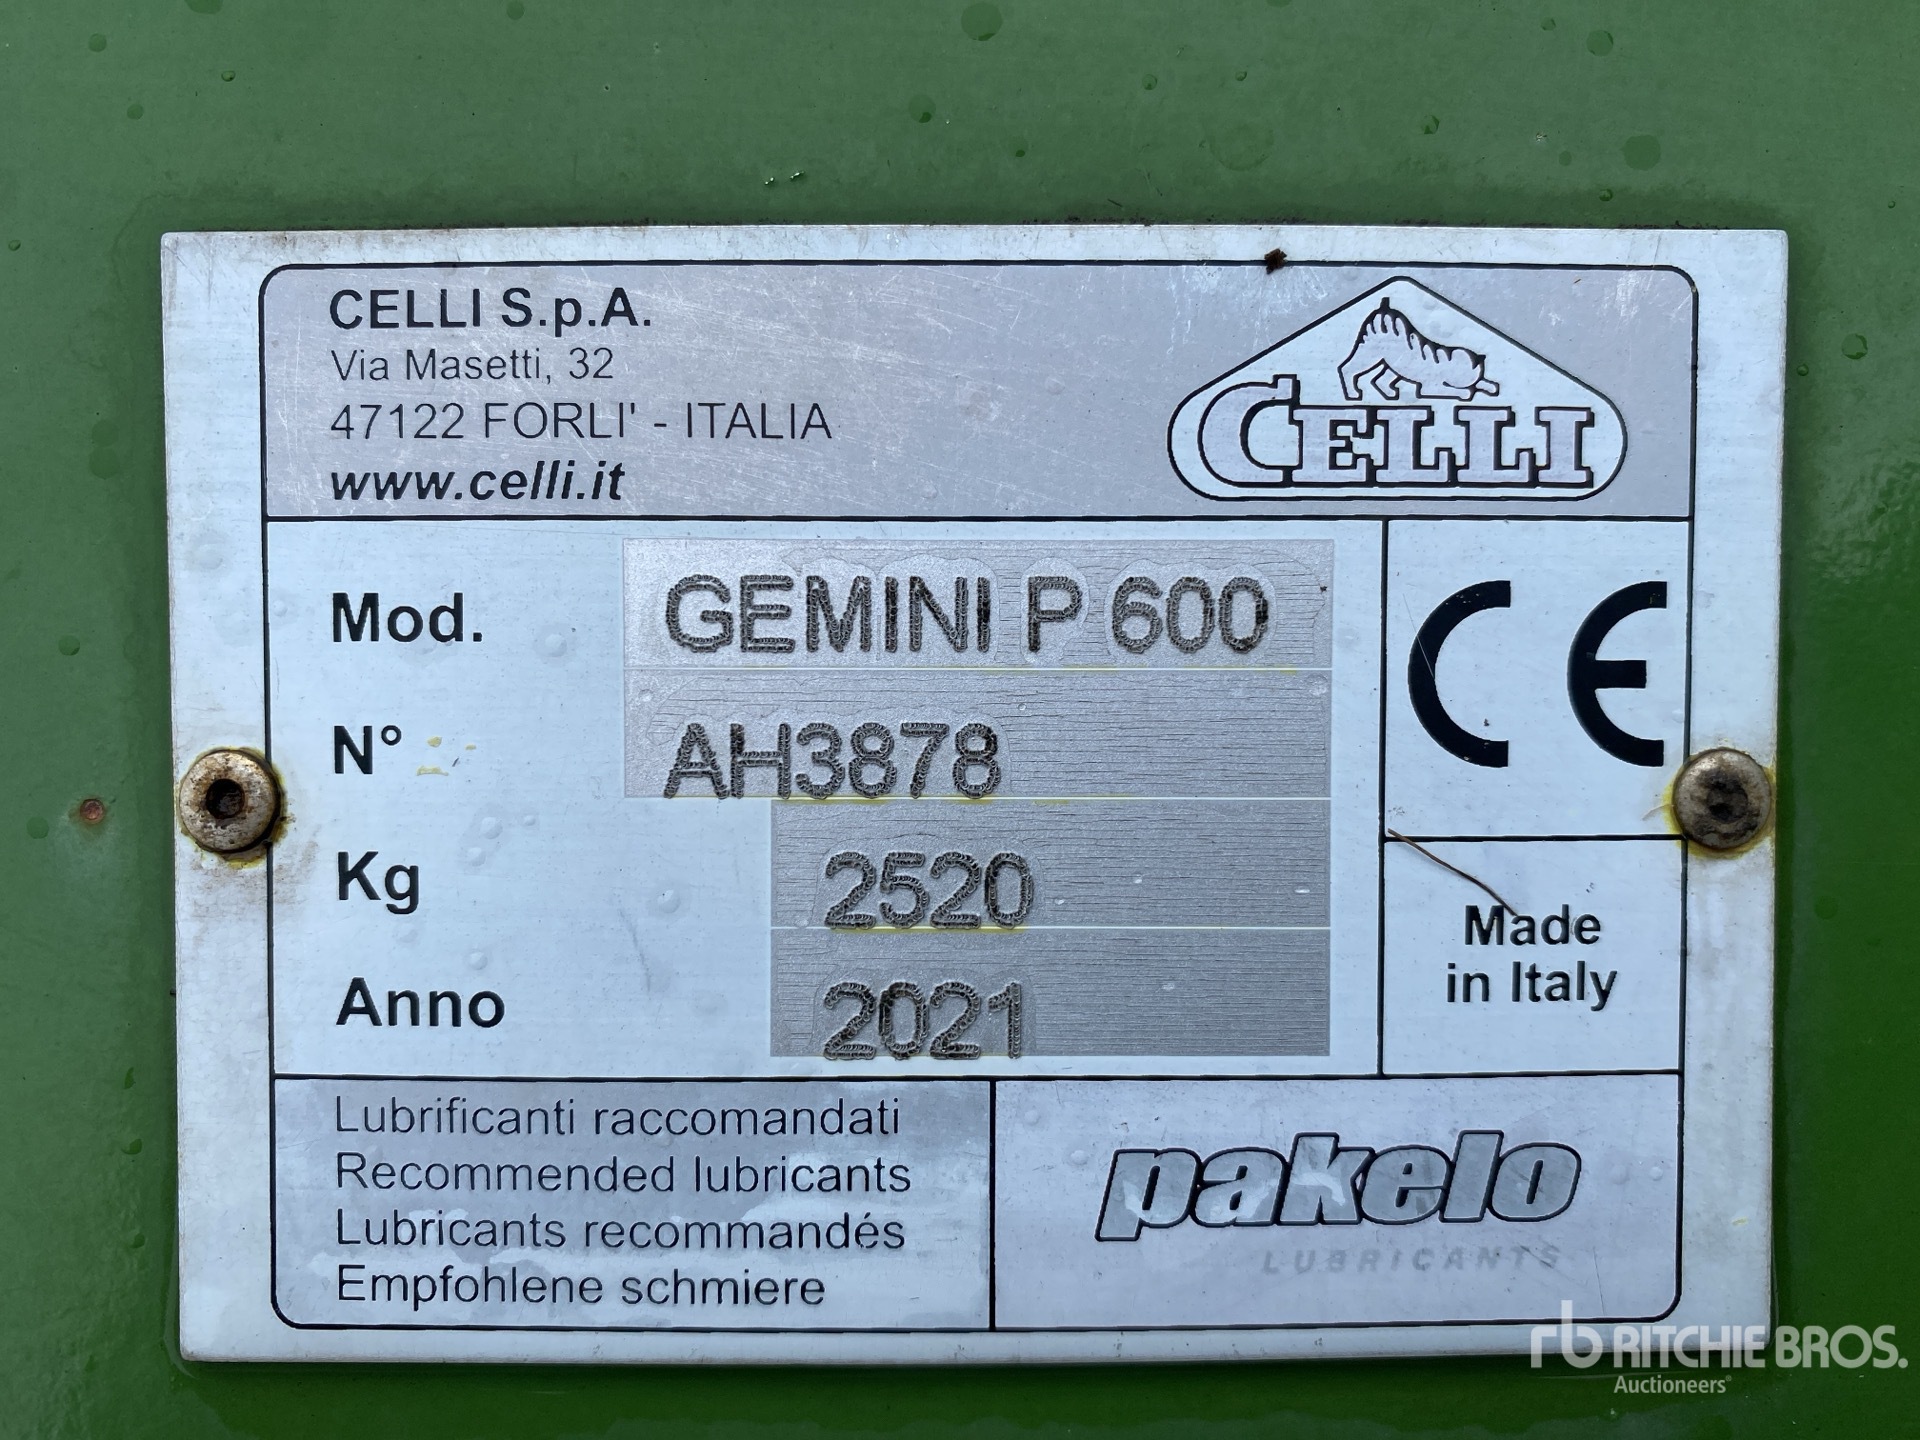 CELLI S.p.A.
Via Masetti, 32
47122 FORLI' - ITALIA
www.celli.it
CELLI
Mod. GEMINI P 600
N° AH3878
Kg 2520
Anno 2021
CE
Made
in Italy
Lubrificanti raccomandati
Recommended lubricants
Lubricants recommandés
Empfohlene schmiere
pakelo
LUBRICANTS
rb RITCHIE BROS.
Auctioneers®